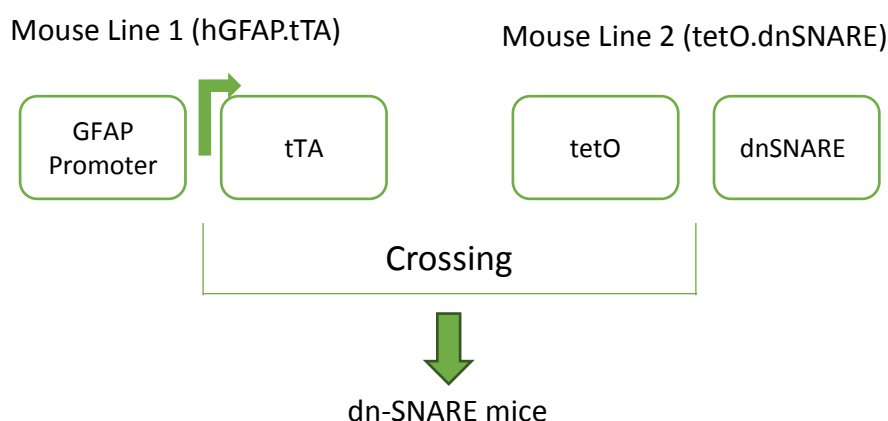 Mouse Line 1 (hGFAP.tTA)
Mouse Line 2 (tetO.dnSNARE)
GFAP
Promoter
tTA
tetO
dnSNARE
Crossing
dn-SNARE mice